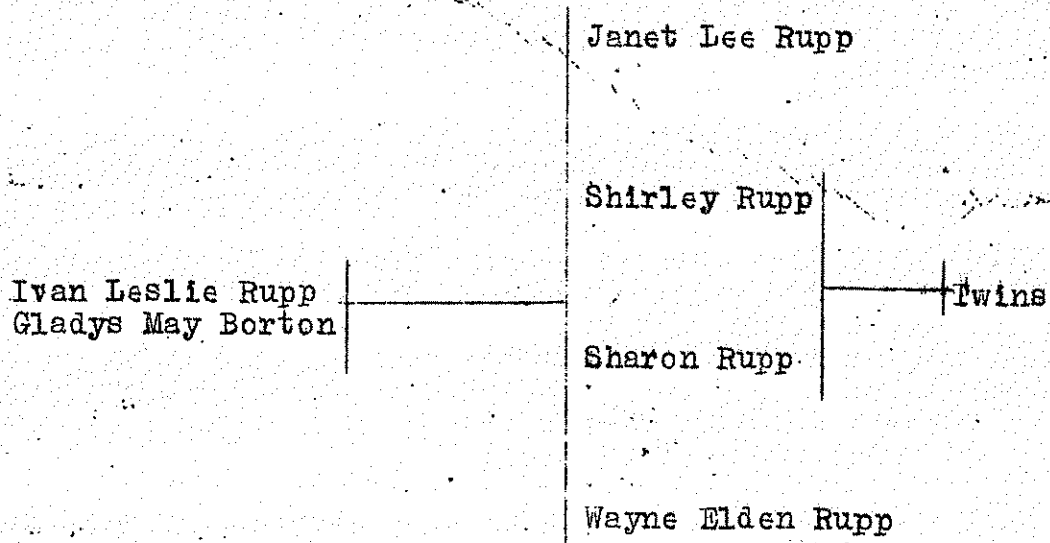 Janet Lee Rupp
Shirley Rupp
Ivan Leslie Rupp
Gladys May Borton
Twins
Sharon Rupp
Wayne Elden Rupp